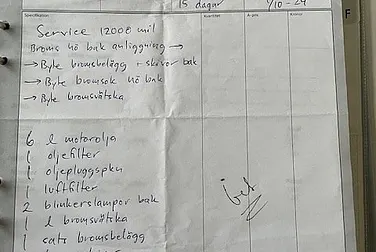 15 dagar 1/10-24
Specifikation Kvantitet À-pris Kronor
F
Service 12000 mil
Broms hö bak anliggning →
→ Byte bromsbelägg + skivor bak
→ Byte bromsok hö bak
→ Byte bromsvätska
6 l motorolja
1 oljefilter
1 oljepluggspkn
1 luftfilter
2 blinkerslampor bak
1 l bromsvätska
1 sats bromsbelägg